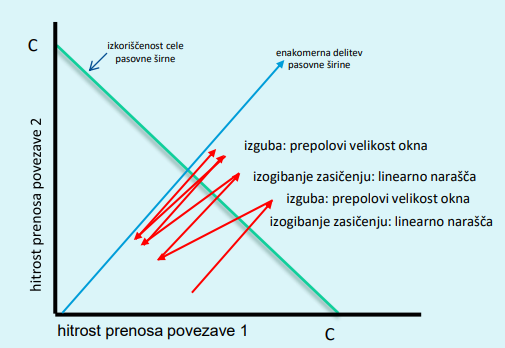 C
izkoriščenost cele
pasovne širne
enakomerna delitev
pasovne širine
izguba: prepolovi velikost okna
izogibanje zasičenju: linearno narašča
izguba: prepolovi velikost okna
izogibanje zasičenju: linearno narašča
hitrost prenosa povezave 2
hitrost prenosa povezave 1
C